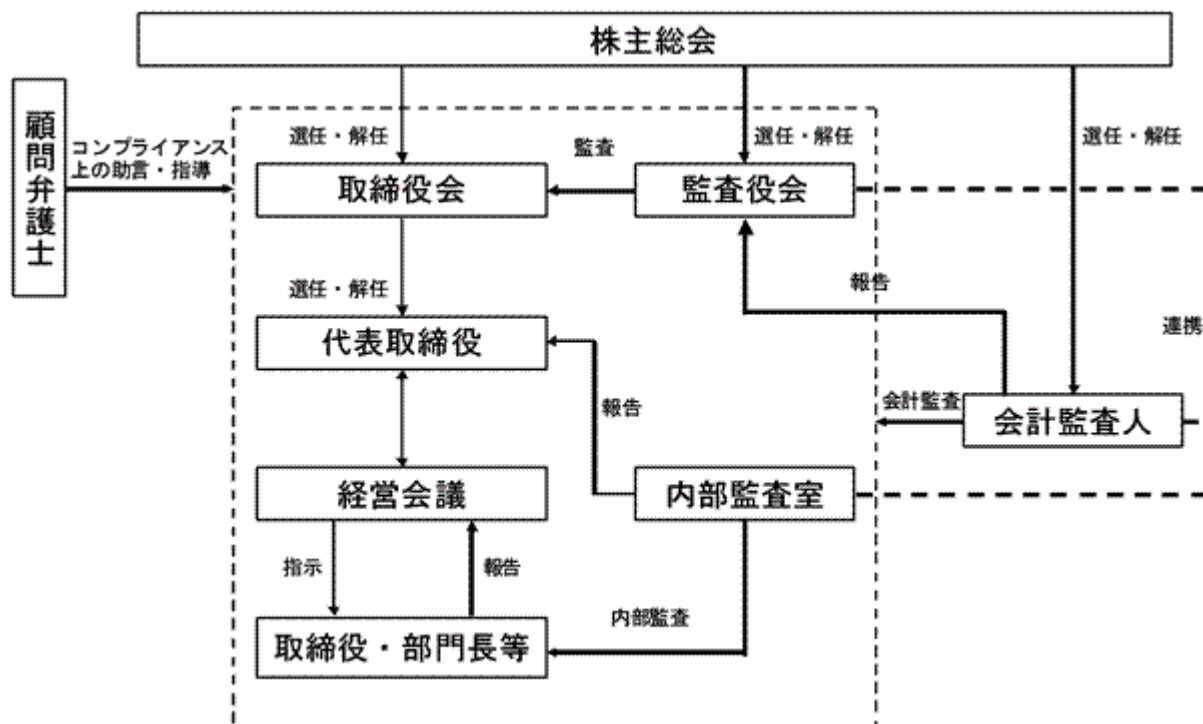 株主総会
顧問弁護士
コンプライアンス
上の助言・指導
選任・解任
監査
選任・解任
選任・解任
取締役会
監査役会
選任・解任
報告
代表取締役
連携
報告
会計監査
会計監査人
経営会議
内部監査室
指示
報告
内部監査
取締役・部門長等